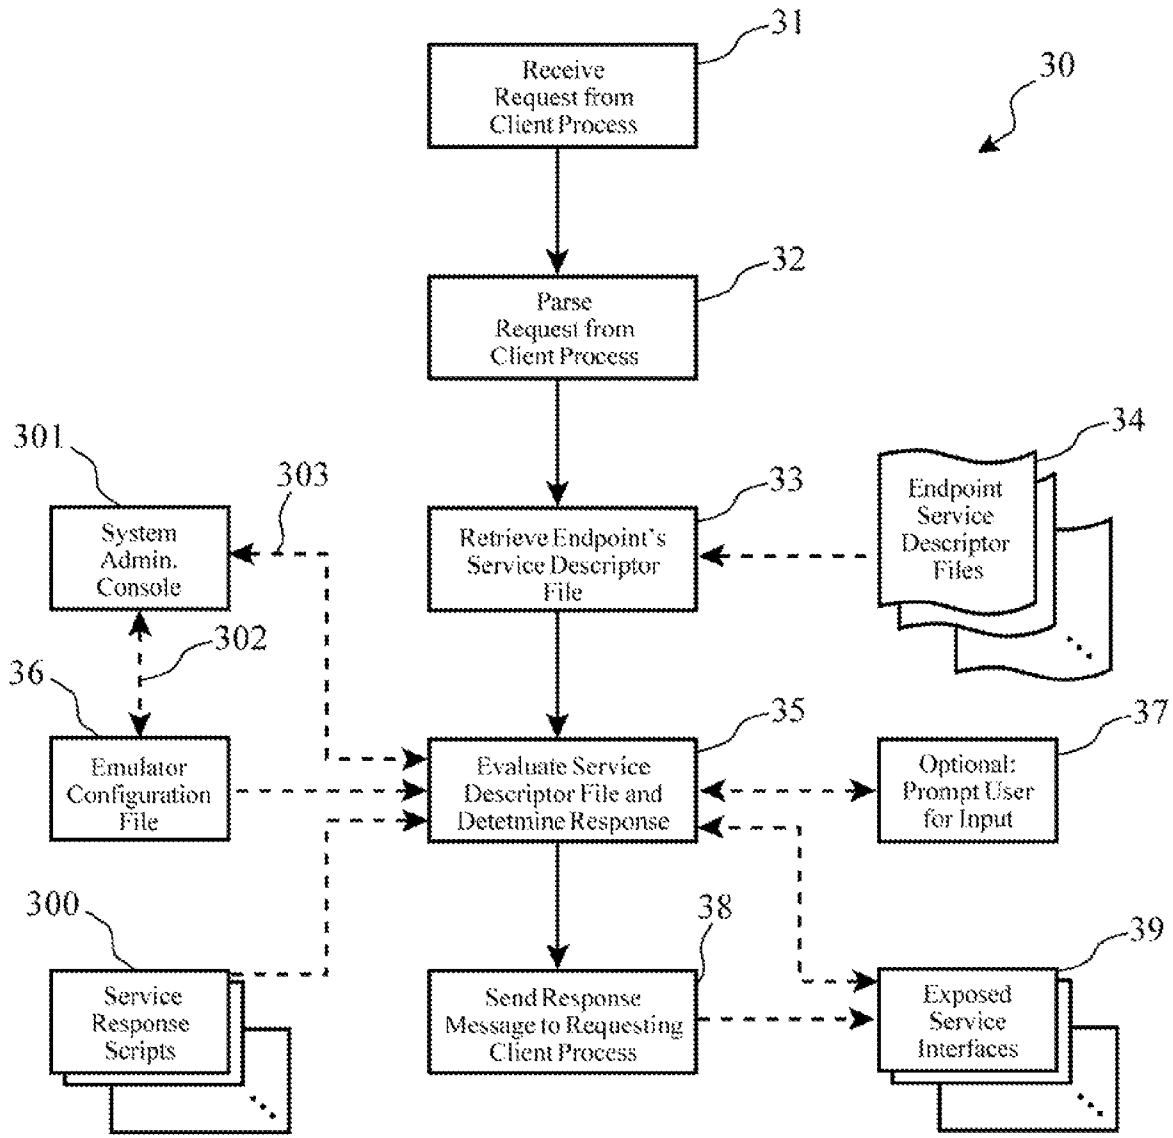 31
Receive
Request from
Client Process
30
32
Parse
Request from
Client Process
301
303
System
Admin.
Console
33
Retrieve Endpoint's
Service Descriptor
File
34
Endpoint
Service
Descriptor
Files
302
36
Emulator
Configuration
File
35
Evaluate Service
Descriptor File and
Detetmine Response
37
Optional:
Prompt User
for Input
300
Service
Response
Scripts
38
Send Response
Message to Requesting
Client Process
39
Exposed
Service
Interfaces